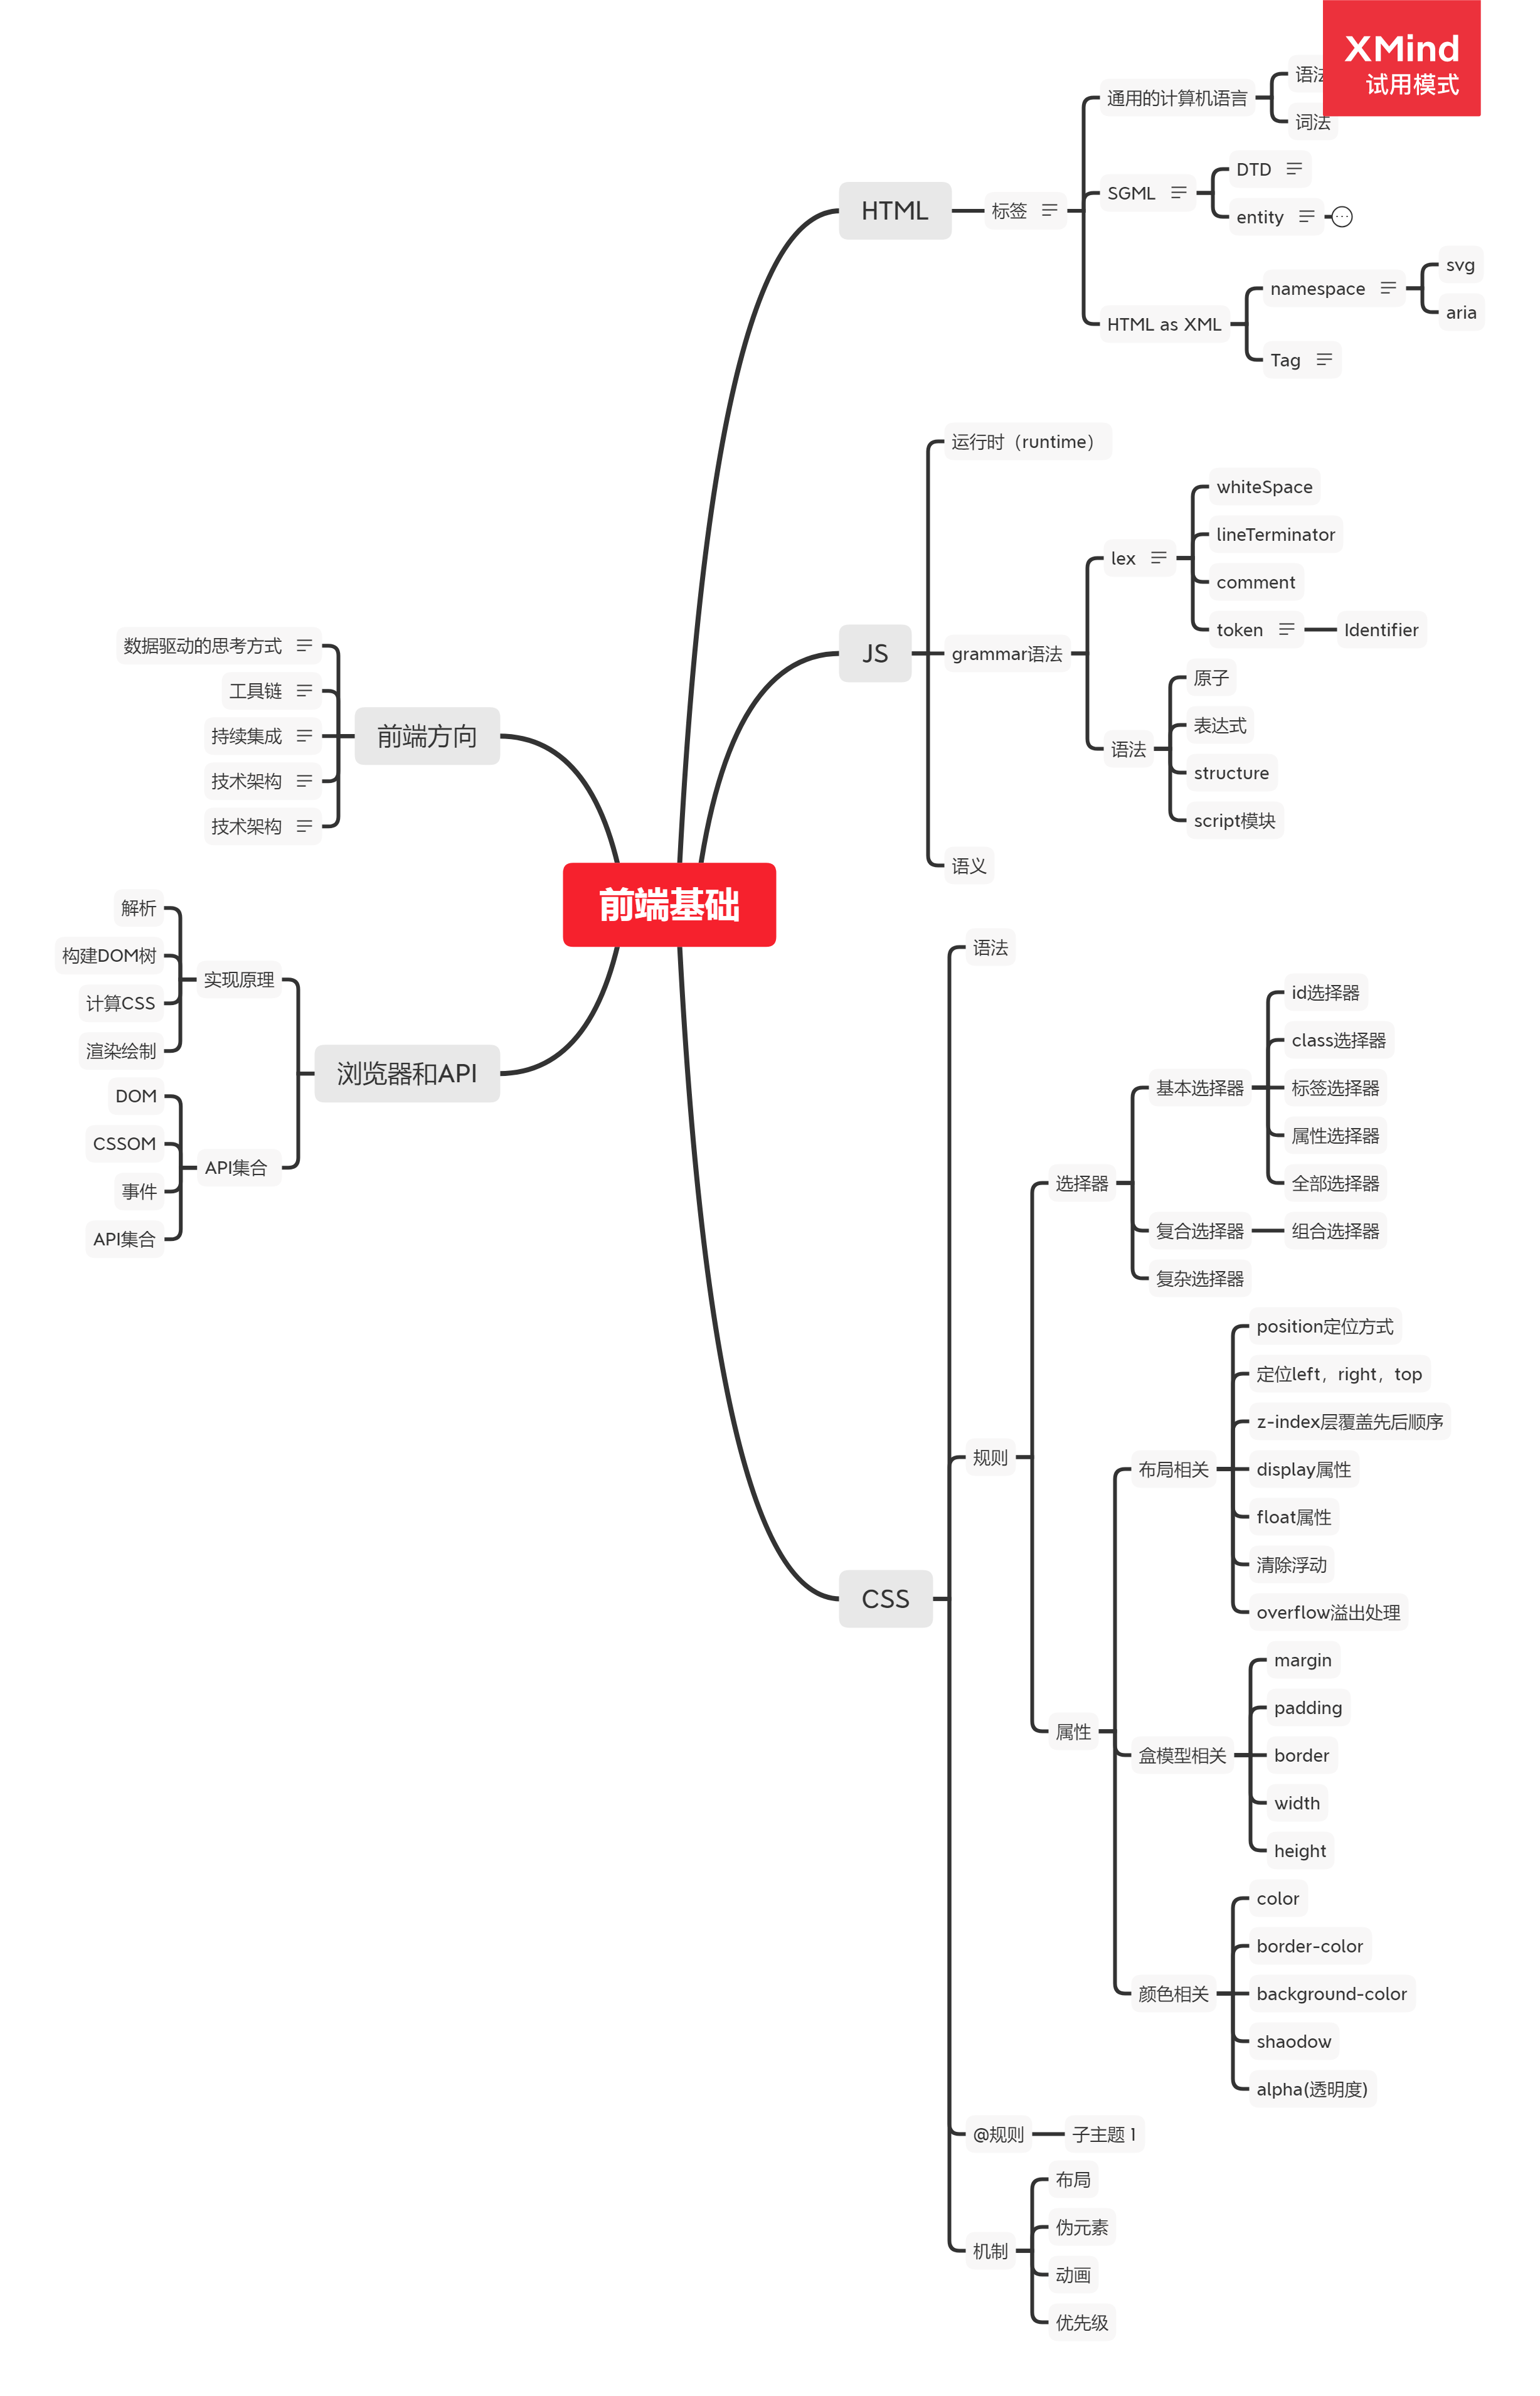 XMind
试用模式
HTML
标签
通用的计算机语言
语法
词法
SGML
DTD
entity
HTML as XML
namespace
svg
aria
Tag
JS
运行时（runtime）
grammar语法
lex
whiteSpace
lineTerminator
comment
token
Identifier
语法
原子
表达式
structure
script模块
语义
前端基础
前端方向
数据驱动的思考方式
工具链
持续集成
技术架构
技术架构
浏览器和API
实现原理
解析
构建DOM树
计算CSS
渲染绘制
API集合
DOM
CSSOM
事件
API集合
CSS
语法
规则
选择器
基本选择器
id选择器
class选择器
标签选择器
属性选择器
全部选择器
复合选择器
组合选择器
复杂选择器
属性
布局相关
position定位方式
定位left，right，top
z-index层覆盖先后顺序
display属性
float属性
清除浮动
overflow溢出处理
盒模型相关
margin
padding
border
width
height
颜色相关
color
border-color
background-color
shaodow
alpha(透明度)
@规则
子主题 1
机制
布局
伪元素
动画
优先级